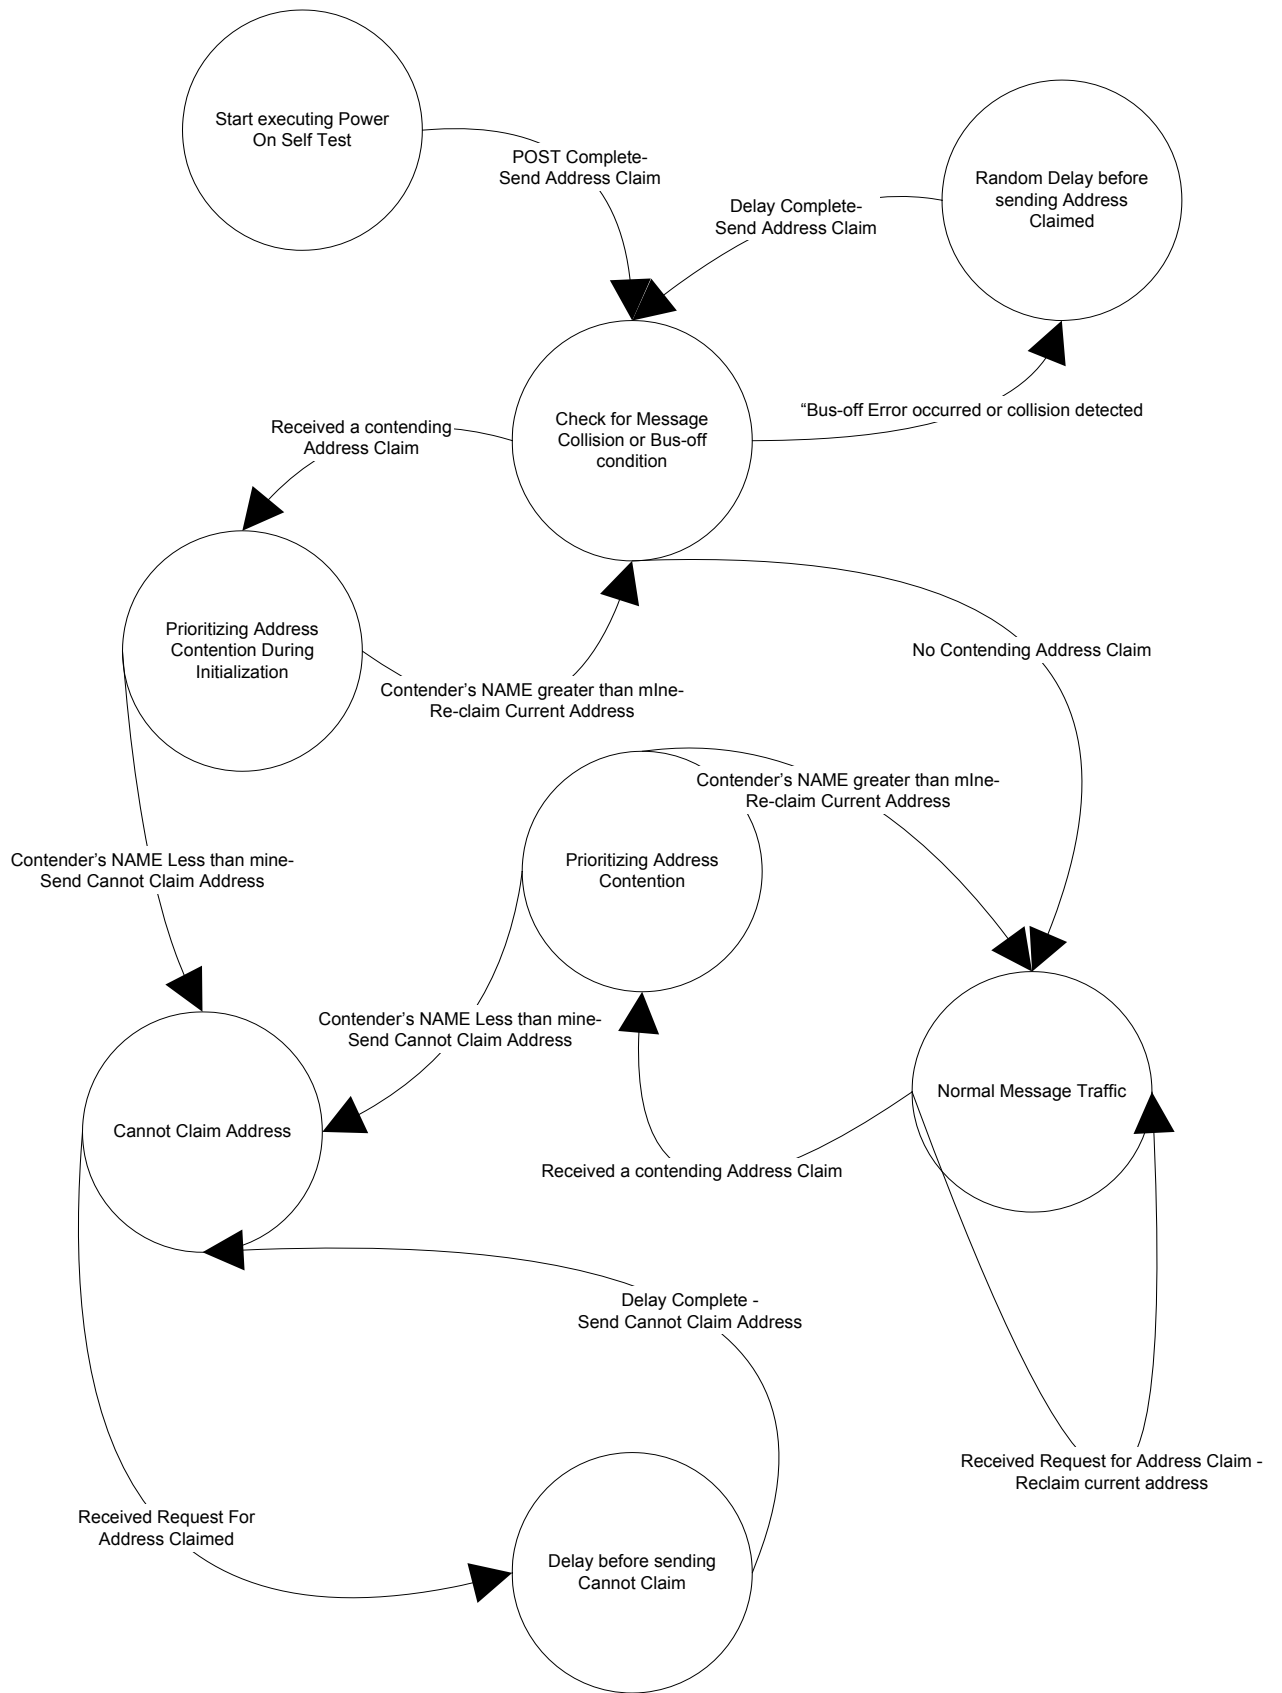 Start executing Power
On Self Test
POST Complete-
Send Address Claim
Random Delay before
sending Address
Claimed
Delay Complete-
Send Address Claim
“Bus-off Error occurred or collision detected
Check for Message
Collision or Bus-off
condition
Received a contending
Address Claim
Prioritizing Address
Contention During
Initialization
No Contending Address Claim
Contender’s NAME greater than mIne-
Re-claim Current Address
Contender’s NAME greater than mIne-
Re-claim Current Address
Contender’s NAME Less than mine-
Send Cannot Claim Address
Prioritizing Address
Contention
Contender’s NAME Less than mine-
Send Cannot Claim Address
Normal Message Traffic
Cannot Claim Address
Received a contending Address Claim
Delay Complete -
Send Cannot Claim Address
Received Request for Address Claim -
Reclaim current address
Received Request For
Address Claimed
Delay before sending
Cannot Claim